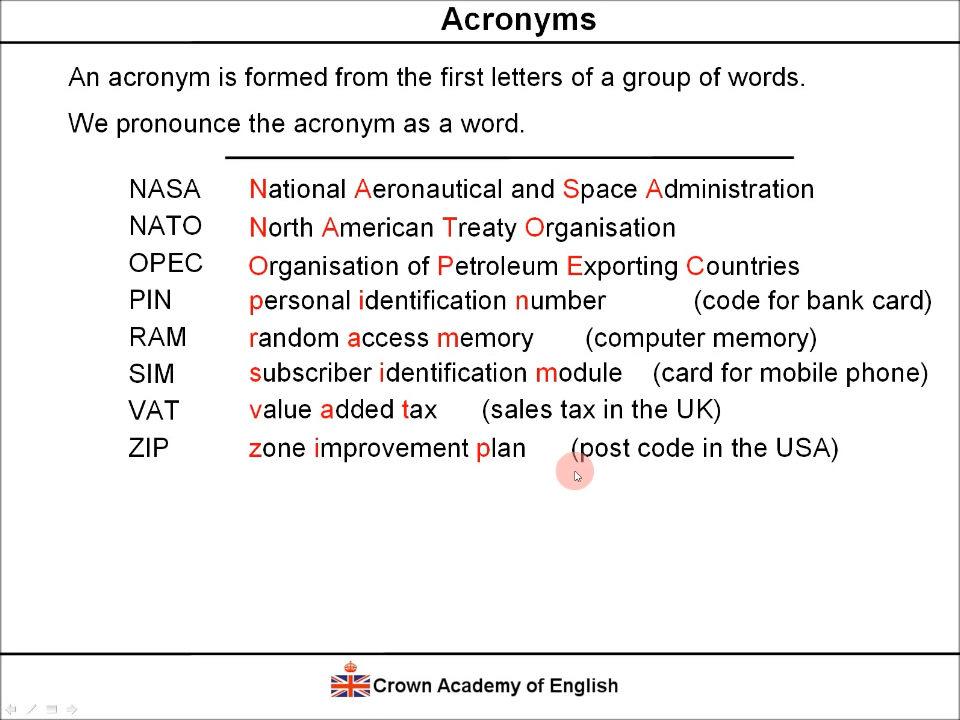 Acronyms
An acronym is formed from the first letters of a group of words.
We pronounce the acronym as a word.
NASA National Aeronautical and Space Administration
NATO North American Treaty Organisation
OPEC Organisation of Petroleum Exporting Countries
PIN personal identification number (code for bank card)
RAM random access memory (computer memory)
SIM subscriber identification module (card for mobile phone)
VAT value added tax (sales tax in the UK)
ZIP zone improvement plan (post code in the USA)
Crown Academy of English